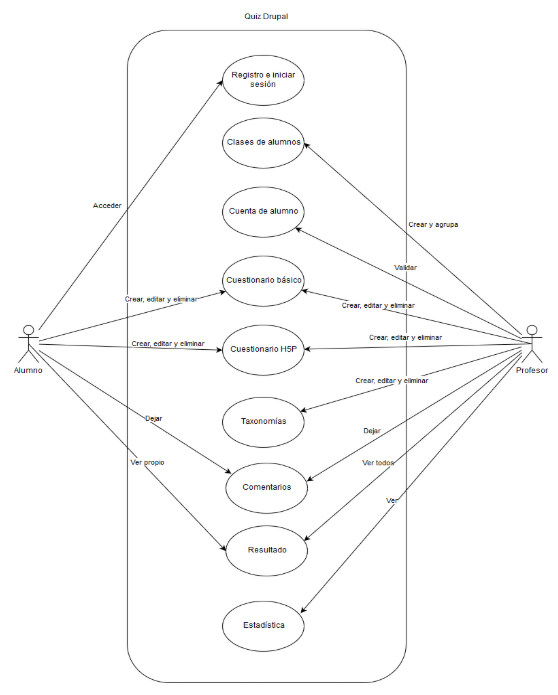 Quiz Drupal
Registro e iniciar
sesión
Clases de alumnos
Acceder
Cuenta de alumno
Crear y agrupa
Validar
Cuestionario básico
Crear, editar y eliminar
Crear, editar y eliminar
Crear, editar y eliminar
Crear, editar y eliminar
Cuestionario H5P
Alumno
Profesor
Crear, editar y eliminar
Taxonomías
Dejar
Dejar
Ver propio
Ver todos
Comentarios
Ver
Resultado
Estadística